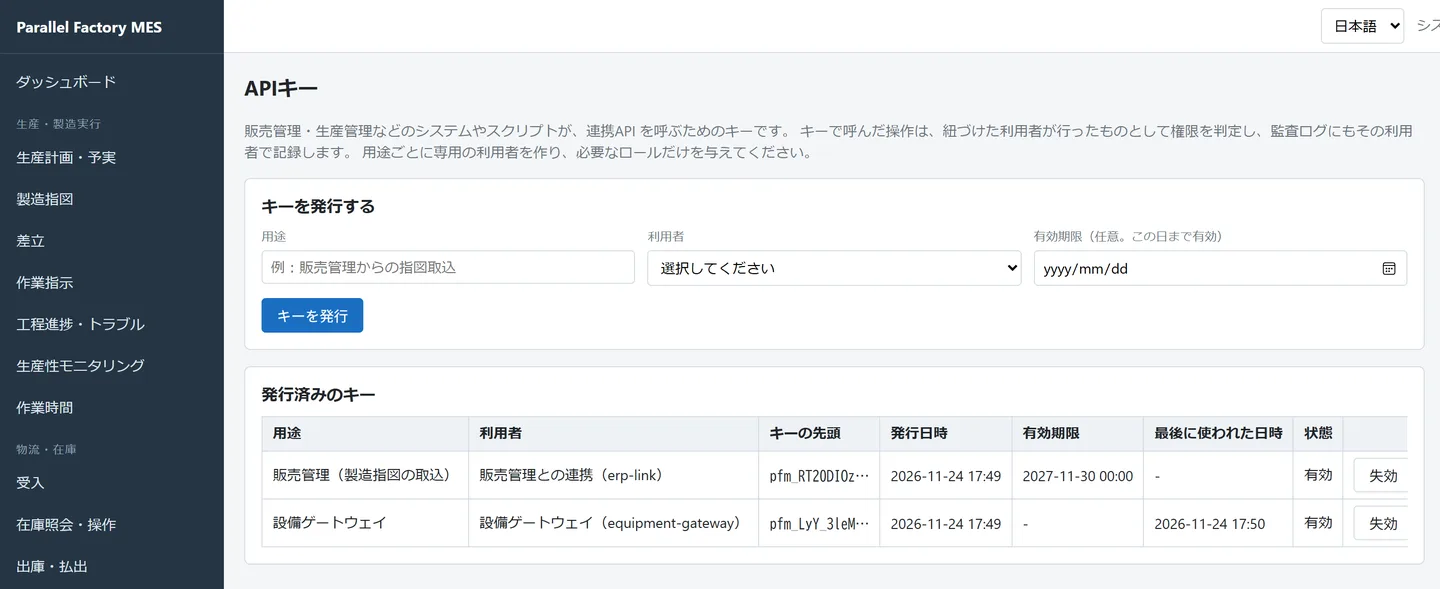 Parallel Factory MES
日本語
シス
ダッシュボード
生産・製造実行
生産計画・予実
製造指図
差立
作業指示
工程進捗・トラブル
生産性モニタリング
作業時間
物流・在庫
受入
在庫照会・操作
出庫・払出
APIキー
販売管理・生産管理などのシステムやスクリプトが、連携API を呼ぶためのキーです。 キーで呼んだ操作は、紐づけた利用者が行ったものとして権限を判定し、監査ログにもその利用
者で記録します。 用途ごとに専用の利用者を作り、必要なロールだけを与えてください。
キーを発行する
用途 利用者 有効期限（任意。この日まで有効）
例：販売管理からの指図取込 選択してください yyyy/mm/dd
キーを発行
発行済みのキー
用途 利用者 キーの先頭 発行日時 有効期限 最後に使われた日時 状態
販売管理（製造指図の取込） 販売管理との連携（erp-link） pfm_RT20DIOz… 2026-11-24 17:49 2027-11-30 00:00 - 有効 失効
設備ゲートウェイ 設備ゲートウェイ（equipment-gateway） pfm_LyY_3leM… 2026-11-24 17:49 - 2026-11-24 17:50 有効 失効